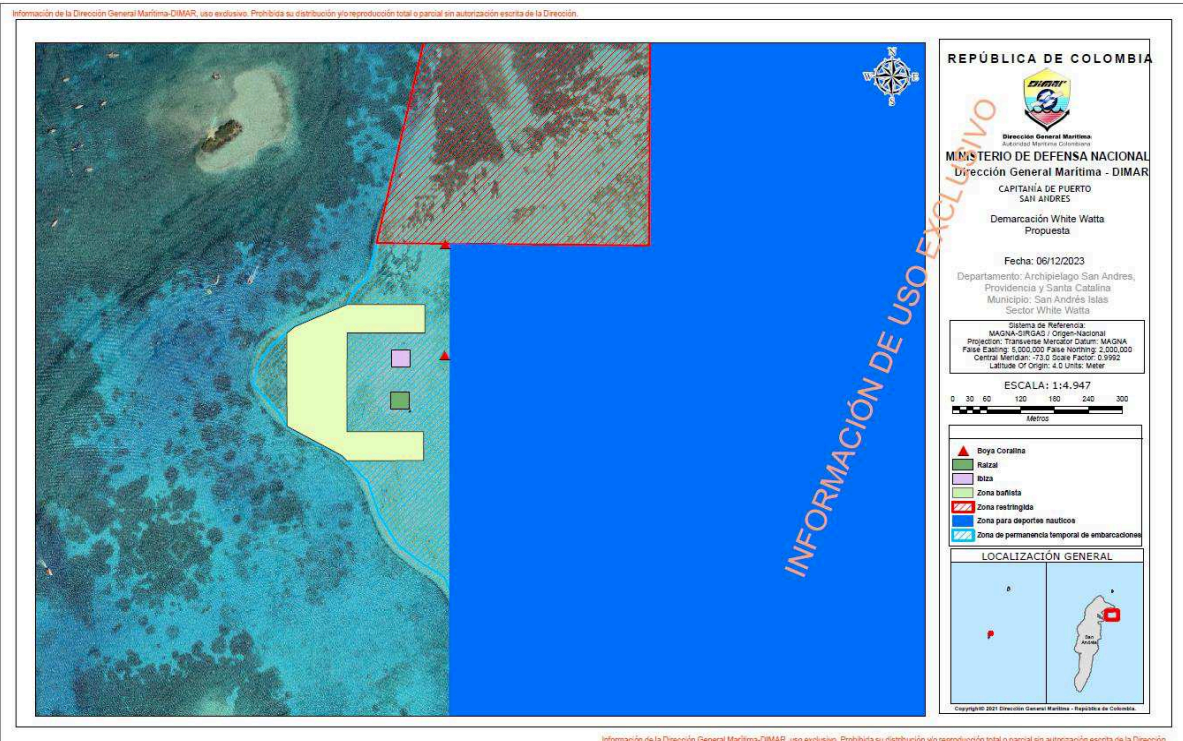 Información de la Dirección General Marítima-DIMAR, uso exclusivo. Prohibida su distribución y/o reproducción total o parcial sin autorización escrita de la Dirección.
N
W E
S
REPÚBLICA DE COLOMBIA
Dimar
Dirección General Marítima
Autoridad Marítima Colombiana
MINISTERIO DE DEFENSA NACIONAL
Dirección General Marítima - DIMAR
CAPITANÍA DE PUERTO
SAN ANDRES
Demarcación White Watta
Propuesta
Fecha: 06/12/2023
Departamento: Archipielago San Andres,
Providencia y Santa Catalina
Municipio: San Andrés Islas
Sector White Watta
Sistema de Referencia:
MAGNA-SIRGAS / Origen-Nacional
Projection: Transverse Mercator Datum: MAGNA
False Easting: 5,000,000 False Northing: 2,000,000
Central Meridian: -73.0 Scale Factor: 0.9992
Latitude Of Origin: 4.0 Units: Meter
ESCALA: 1:4.947
0 30 60 120 180 240 300
Metros
Boya Coralina
Raizal
Ibiza
Zona bañista
Zona restringida
Zona para deportes nauticos
Zona de permanencia temporal de embarcaciones
LOCALIZACIÓN GENERAL
San
Andrés
Copyright© 2021 Dirección General Marítima - República de Colombia.
INFORMACIÓN DE USO EXCLUSIVO
Información de la Dirección General Marítima-DIMAR, uso exclusivo. Prohibida su distribución y/o reproducción total o parcial sin autorización escrita de la Dirección.